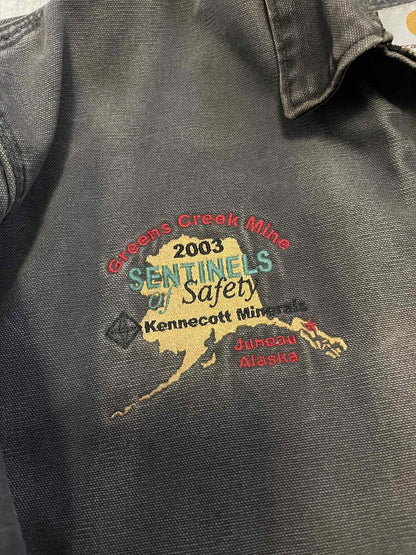 Greens Creek Mine
2003
SENTINELS
of Safety
Kennecott Minerals
Juneau
Alaska